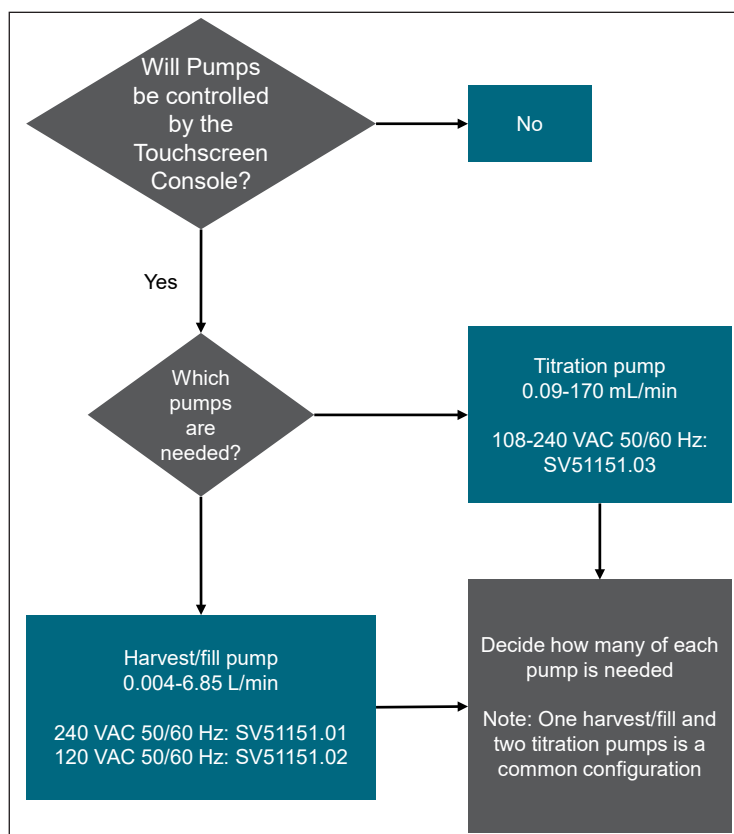 Will Pumps
be controlled
by the
Touchscreen
Console?
No
Yes
Which
pumps
are
needed?
Titration pump
0.09-170 mL/min
108-240 VAC 50/60 Hz:
SV51151.03
Harvest/fill pump
0.004-6.85 L/min
240 VAC 50/60 Hz: SV51151.01
120 VAC 50/60 Hz: SV51151.02
Decide how many of each
pump is needed
Note: One harvest/fill and
two titration pumps is a
common configuration